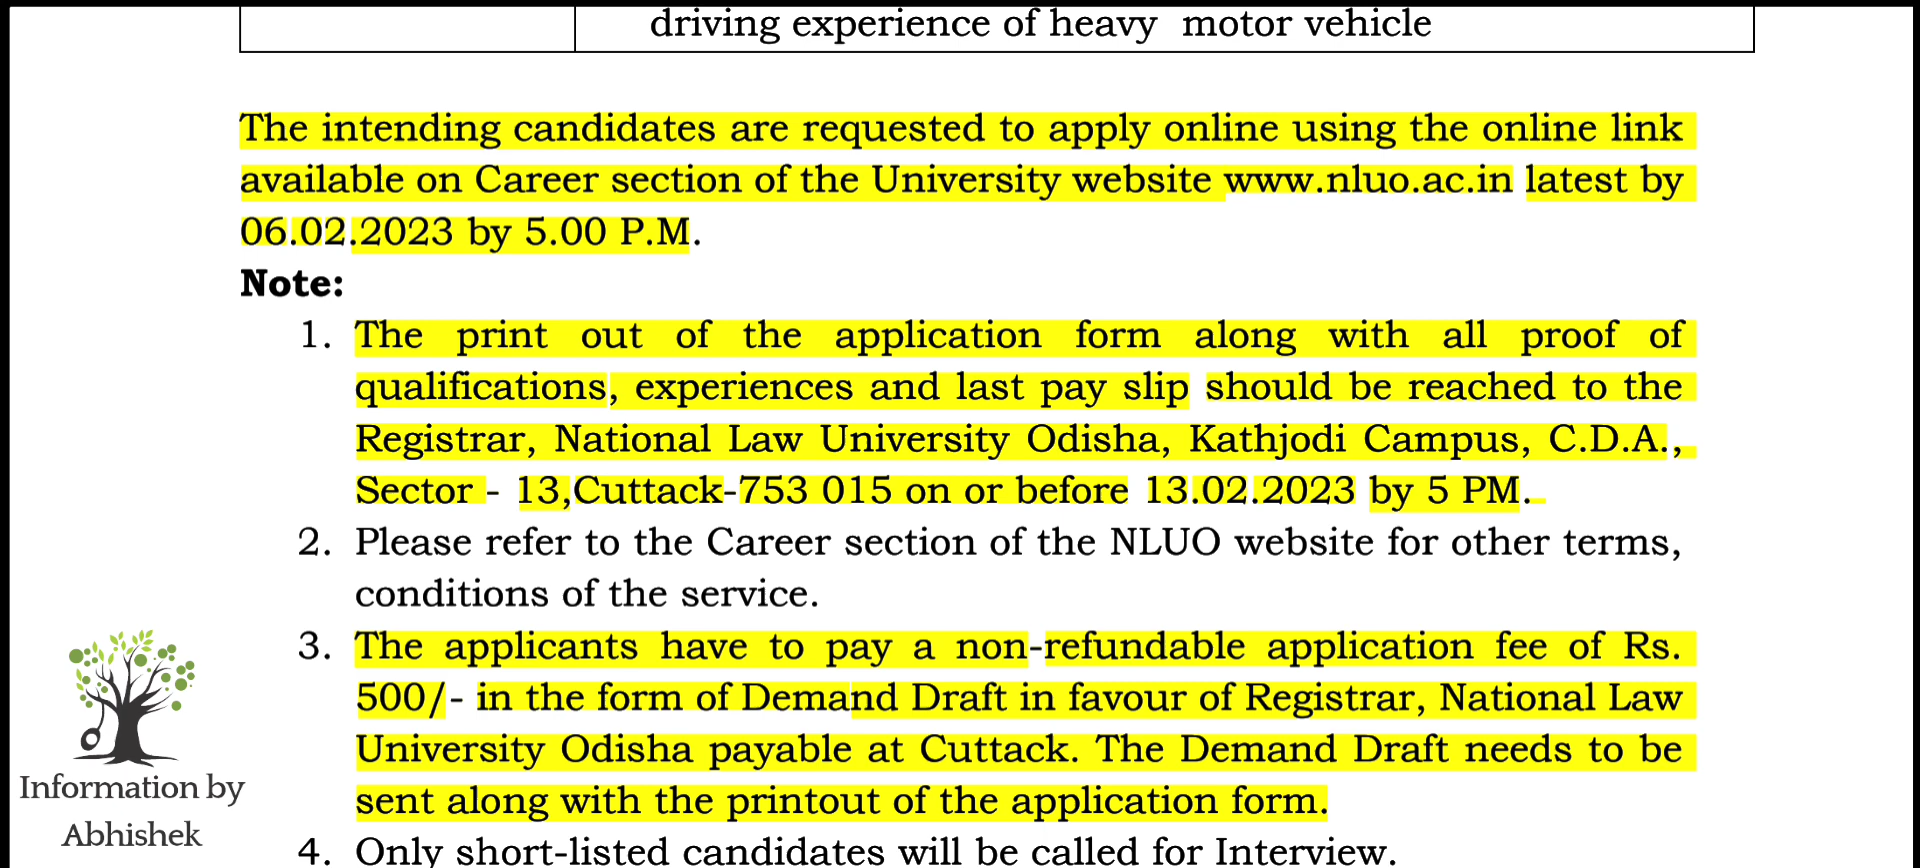 driving experience of heavy motor vehicle
The intending candidates are requested to apply online using the online link
available on Career section of the University website www.nluo.ac.in latest by
06.02.2023 by 5.00 P.M.
Note:
1. The print out of the application form along with all proof of
qualifications, experiences and last pay slip should be reached to the
Registrar, National Law University Odisha, Kathjodi Campus, C.D.A.,
Sector - 13,Cuttack-753 015 on or before 13.02.2023 by 5 PM.
2. Please refer to the Career section of the NLUO website for other terms,
conditions of the service.
3. The applicants have to pay a non-refundable application fee of Rs.
500/- in the form of Demand Draft in favour of Registrar, National Law
University Odisha payable at Cuttack. The Demand Draft needs to be
sent along with the printout of the application form.
4. Only short-listed candidates will be called for Interview.
Information by
Abhishek